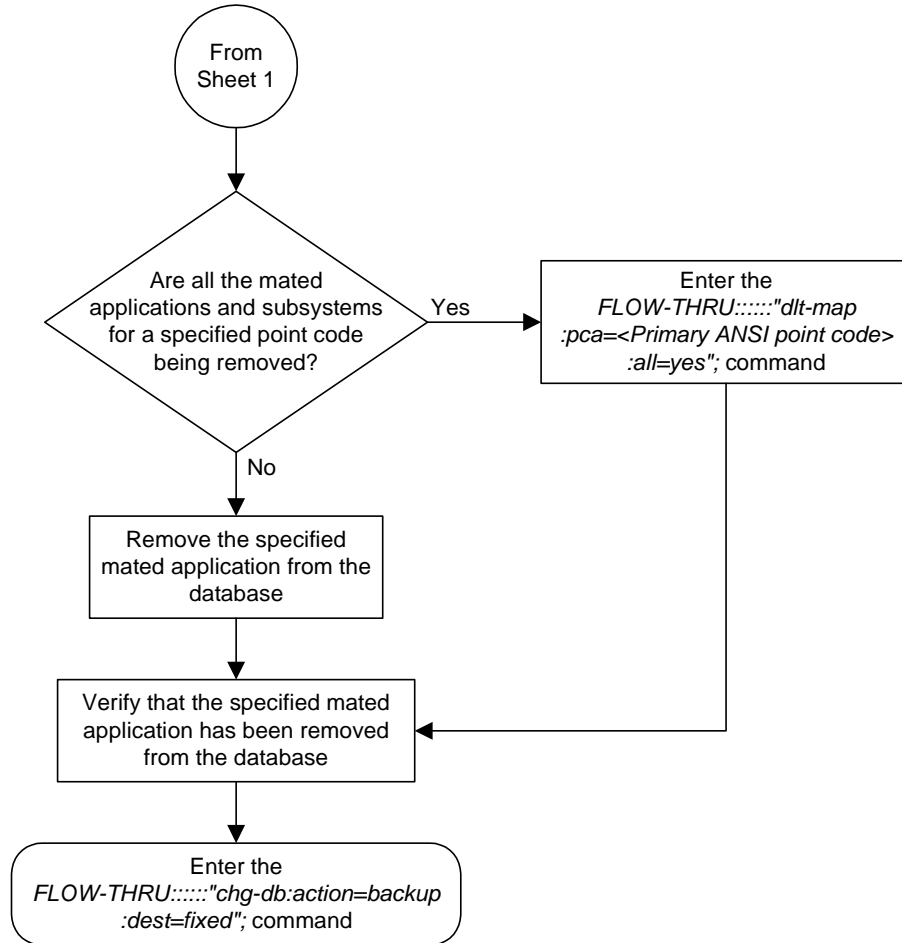 From
Sheet 1
Are all the mated
applications and subsystems
for a specified point code
being removed?
Yes
Enter the
FLOW-THRU::::::"dlt-map
:pca=<Primary ANSI point code>
:all=yes"; command
No
Remove the specified
mated application from the
database
Verify that the specified mated
application has been removed
from the database
Enter the
FLOW-THRU::::::"chg-db:action=backup
:dest=fixed"; command